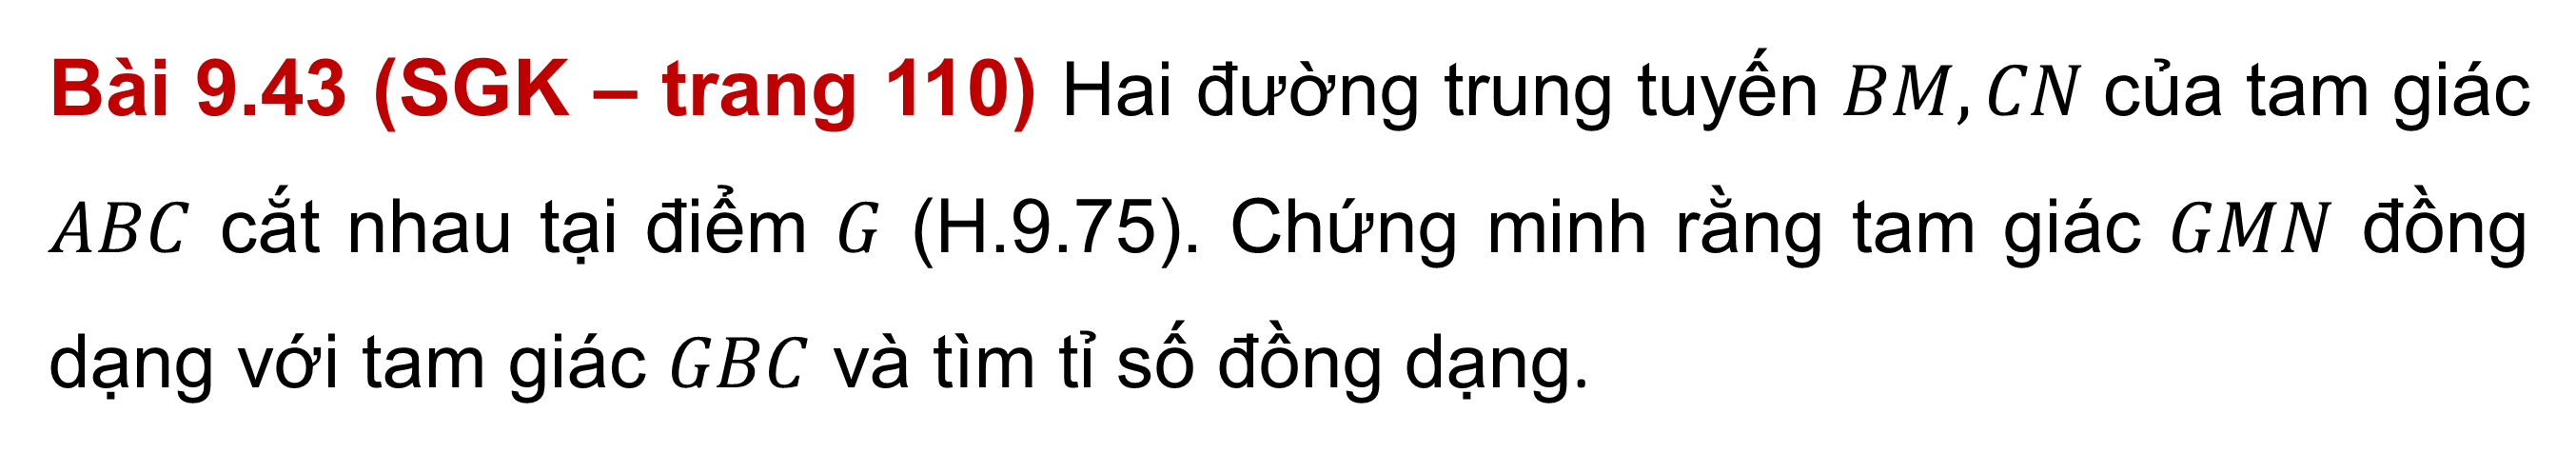 Bài 9.43 (SGK – trang 110) Hai đường trung tuyến BM, CN của tam giác
ABC cắt nhau tại điểm G (H.9.75). Chứng minh rằng tam giác GMN đồng
dạng với tam giác GBC và tìm tỉ số đồng dạng.